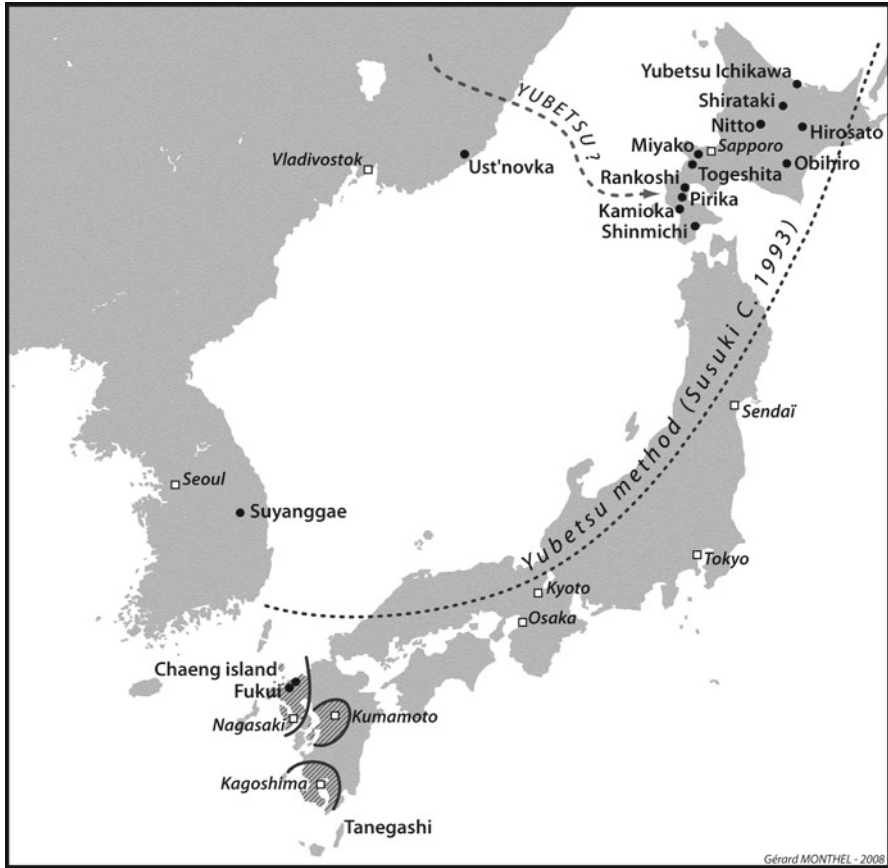 Yubetsu Ichikawa
Shirataki
Nitto
Hirosato
YUBETSU ?
Miyako
Sapporo
Vladivostok
Ust'novka
Togeshita
Obihiro
Rankoshi
Pirika
Kamioka
Shinmichi
Yubetsu method (Susuki C. 1993)
Sendaï
Seoul
Suyanggae
Tokyo
Kyoto
Osaka
Chaeng island
Fukui
Nagasaki
Kumamoto
Kagoshima
Tanegashi
Gérard MONTHEL - 2008